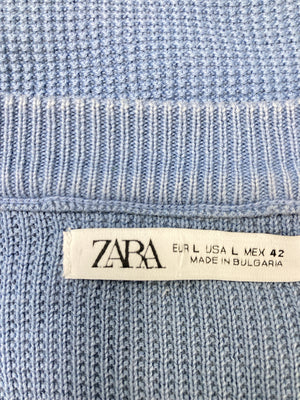 ZARA
EUR L USA L MEX 42
MADE IN BULGARIA